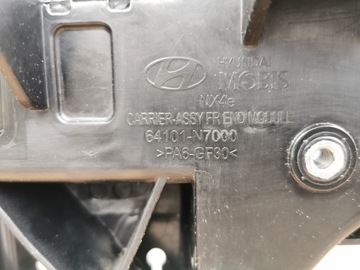 HYUNDAI
MOBIS
NX4e
CARRIER-ASSY FR END MODULE
64101-N7000
>PA6-GF30<